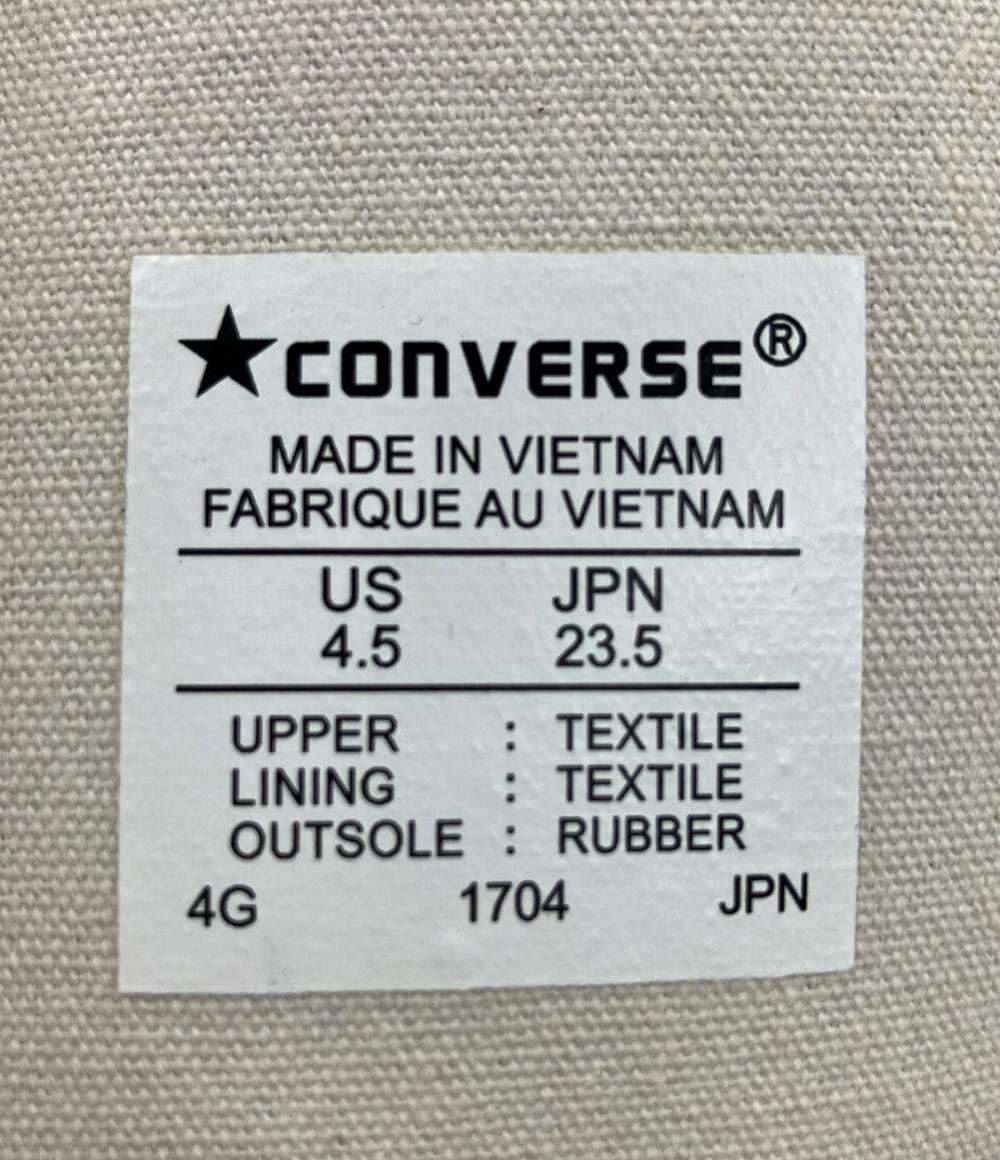 ★CONVERSE®
MADE IN VIETNAM
FABRIQUE AU VIETNAM
US JPN
4.5 23.5
UPPER : TEXTILE
LINING : TEXTILE
OUTSOLE : RUBBER
4G 1704 JPN